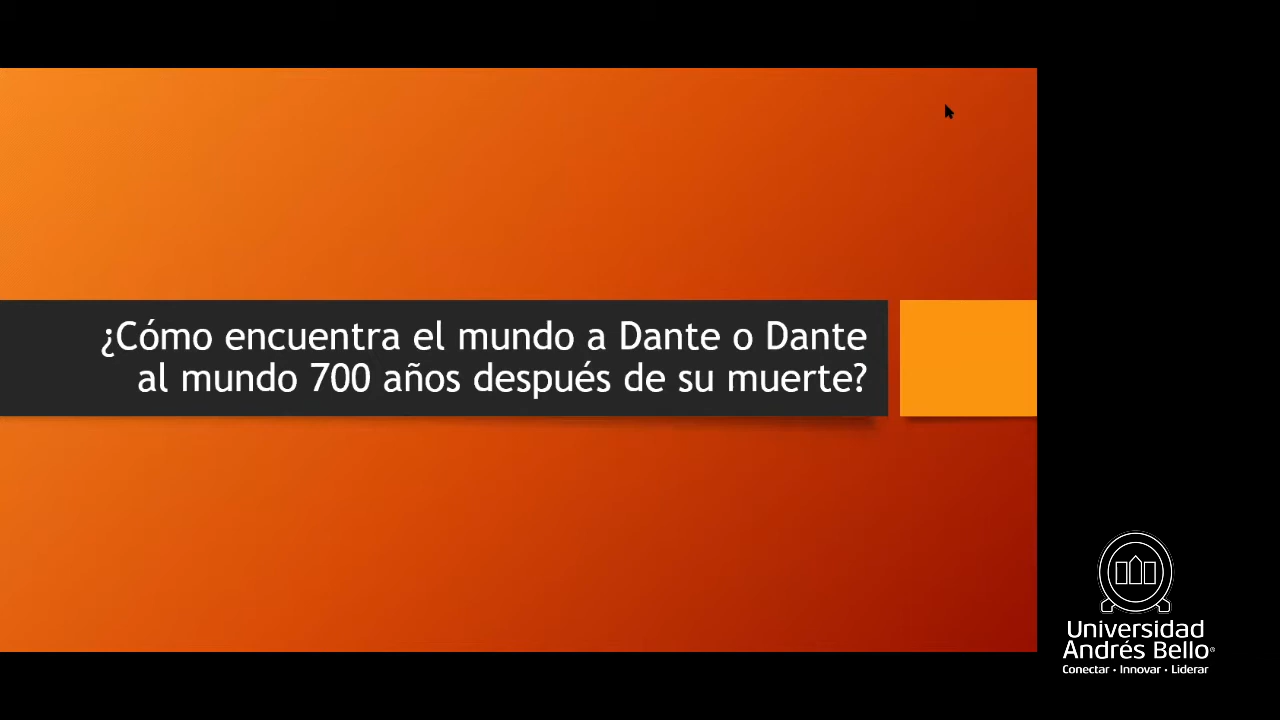 ¿Cómo encuentra el mundo a Dante o Dante
al mundo 700 años después de su muerte?
Universidad
Andrés Bello®
Conectar • Innovar • Liderar